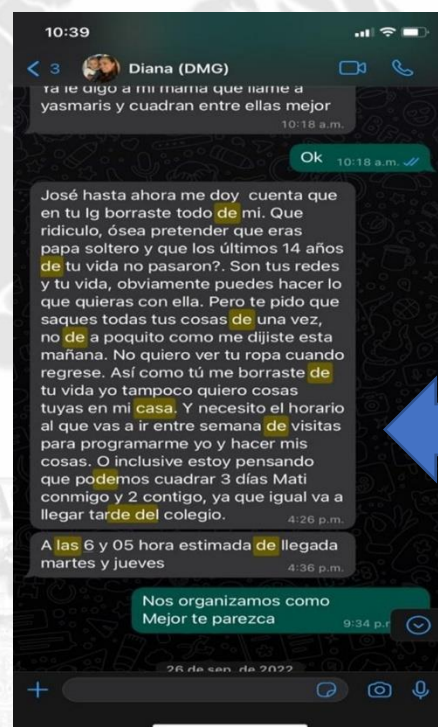 10:39
3 Diana (DMG)
Ya le digo a mi mama que llame a
yasmaris y cuadran entre ellas mejor
10:18 a.m.
Ok 10:18 a.m.
José hasta ahora me doy cuenta que
en tu Ig borraste todo de mi. Que
ridiculo, ósea pretender que eras
papa soltero y que los últimos 14 años
de tu vida no pasaron?. Son tus redes
y tu vida, obviamente puedes hacer lo
que quieras con ella. Pero te pido que
saques todas tus cosas de una vez,
no de a poquito como me dijiste esta
mañana. No quiero ver tu ropa cuando
regrese. Así como tú me borraste de
tu vida yo tampoco quiero cosas
tuyas en mi casa. Y necesito el horario
al que vas a ir entre semana de visitas
para programarme yo y hacer mis
cosas. O inclusive estoy pensando
que podemos cuadrar 3 días Mati
conmigo y 2 contigo, ya que igual va a
llegar tarde del colegio.
4:26 p.m.
A las 6 y 05 hora estimada de llegada
martes y jueves
4:36 p.m.
Nos organizamos como
Mejor te parezca
9:34 p.r
26 de sep. de 2022